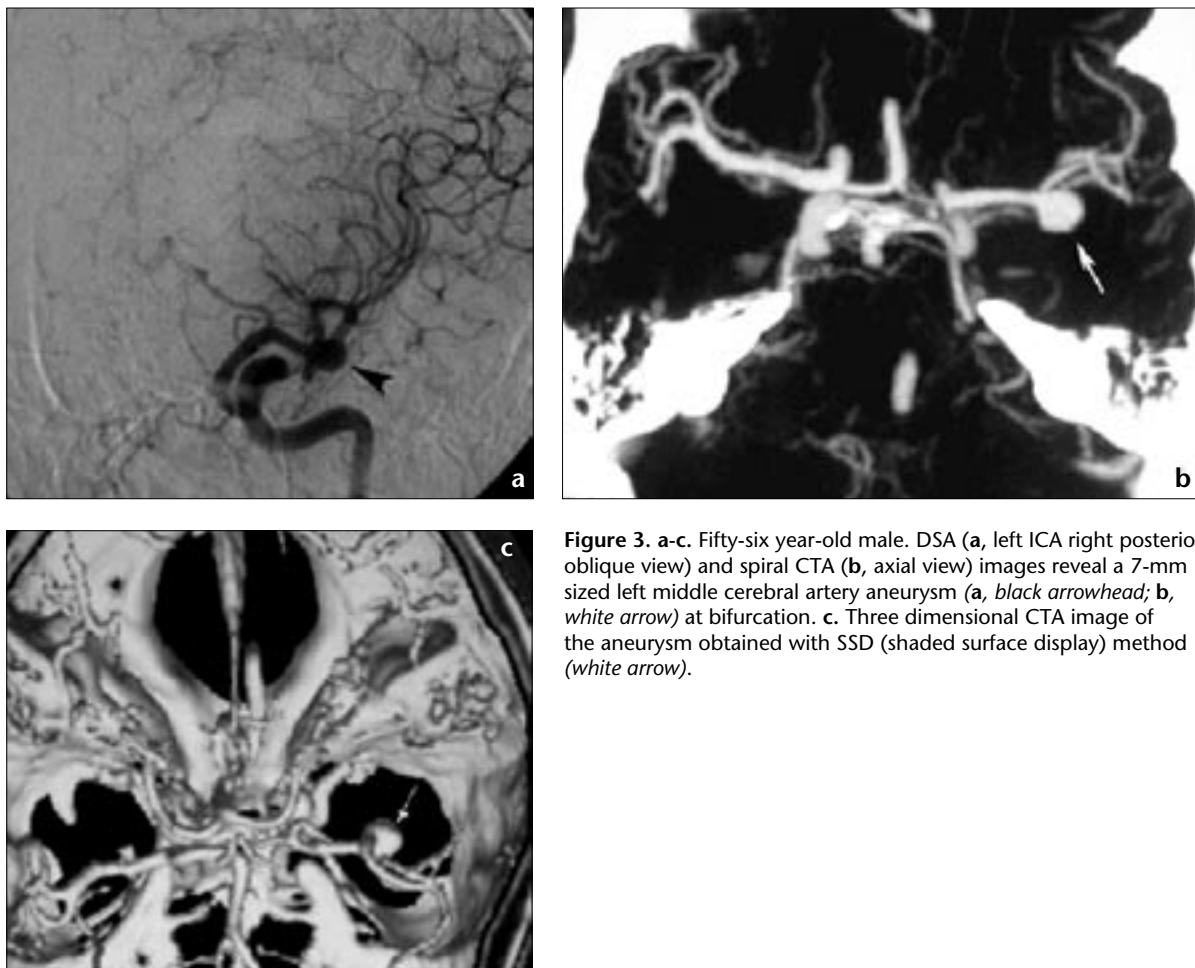 a
b
c
Figure 3. a-c. Fifty-six year-old male. DSA (a, left ICA right posterio
oblique view) and spiral CTA (b, axial view) images reveal a 7-mm
sized left middle cerebral artery aneurysm (a, black arrowhead; b,
white arrow) at bifurcation. c. Three dimensional CTA image of
the aneurysm obtained with SSD (shaded surface display) method
(white arrow).